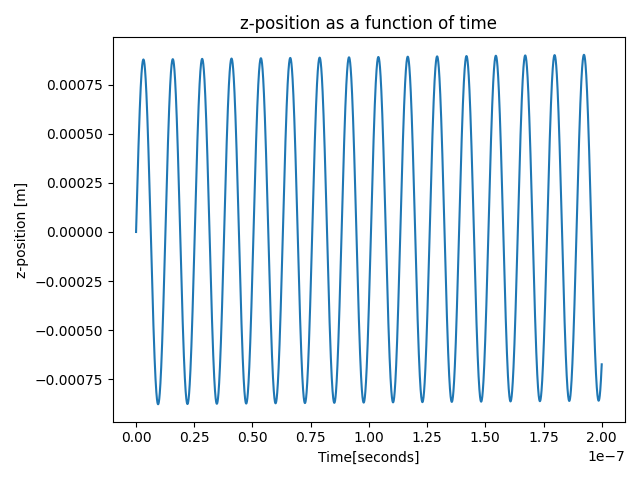 z-position as a function of time
z-position [m]
0.00075
0.00050
0.00025
0.00000
−0.00025
−0.00050
−0.00075
0.00 0.25 0.50 0.75 1.00 1.25 1.50 1.75 2.00
1e−7
Time[seconds]